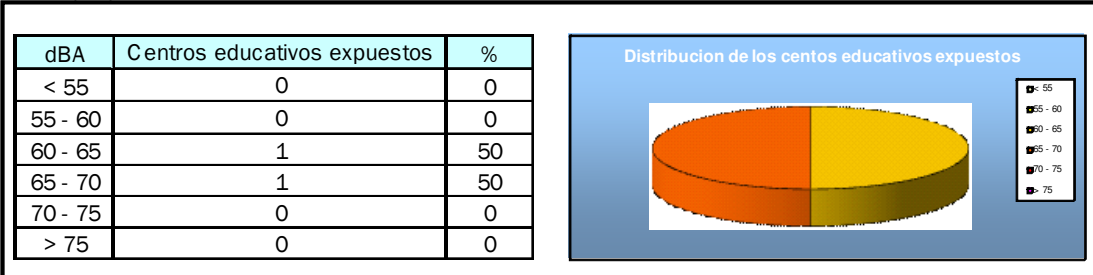 dBA Centros educativos expuestos %
< 55 0 0
55 - 60 0 0
60 - 65 1 50
65 - 70 1 50
70 - 75 0 0
> 75 0 0
Distribucion de los centos educativos expuestos
< 55
55 - 60
60 - 65
65 - 70
70 - 75
> 75